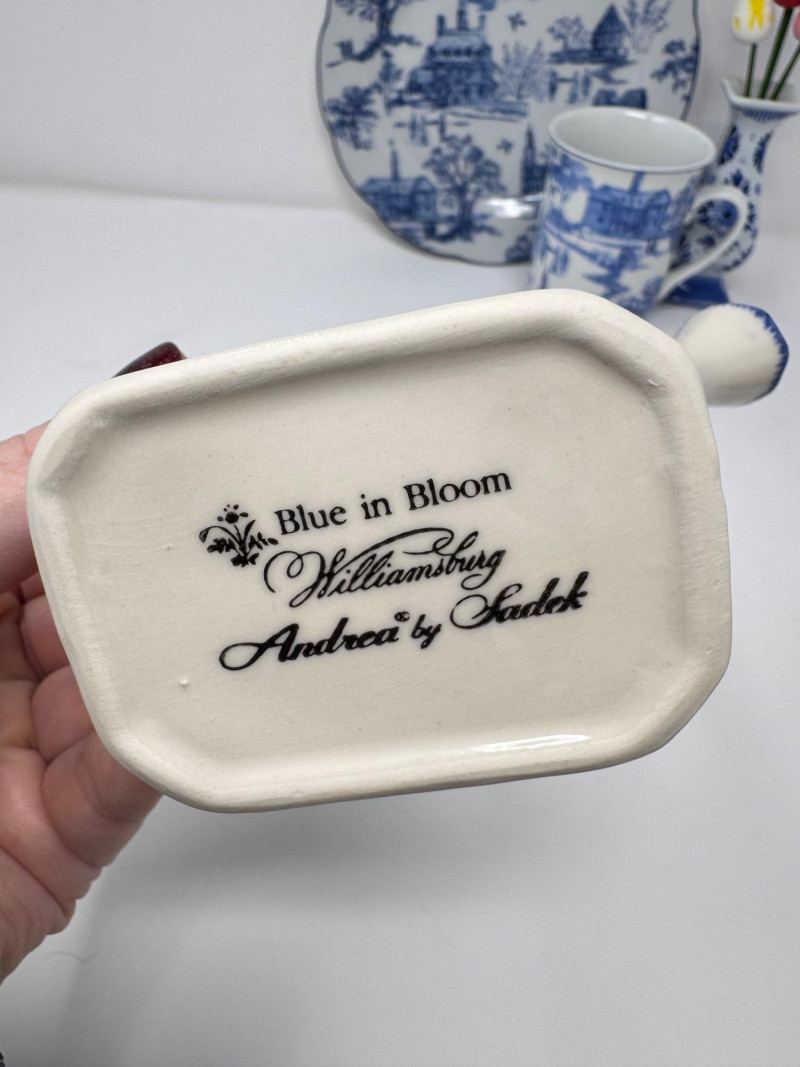 Blue in Bloom
Williamsburg
Andrea® by Sadek